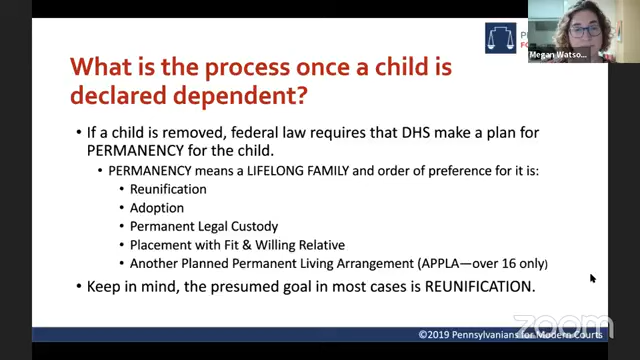 Megan Watso...
What is the process once a child is
declared dependent?
• If a child is removed, federal law requires that DHS make a plan for
PERMANENCY for the child.
• PERMANENCY means a LIFELONG FAMILY and order of preference for it is:
• Reunification
• Adoption
• Permanent Legal Custody
• Placement with Fit & Willing Relative
• Another Planned Permanent Living Arrangement (APPLA—over 16 only)
• Keep in mind, the presumed goal in most cases is REUNIFICATION.
©2019 Pennsylvanians for Modern Courts
zoom